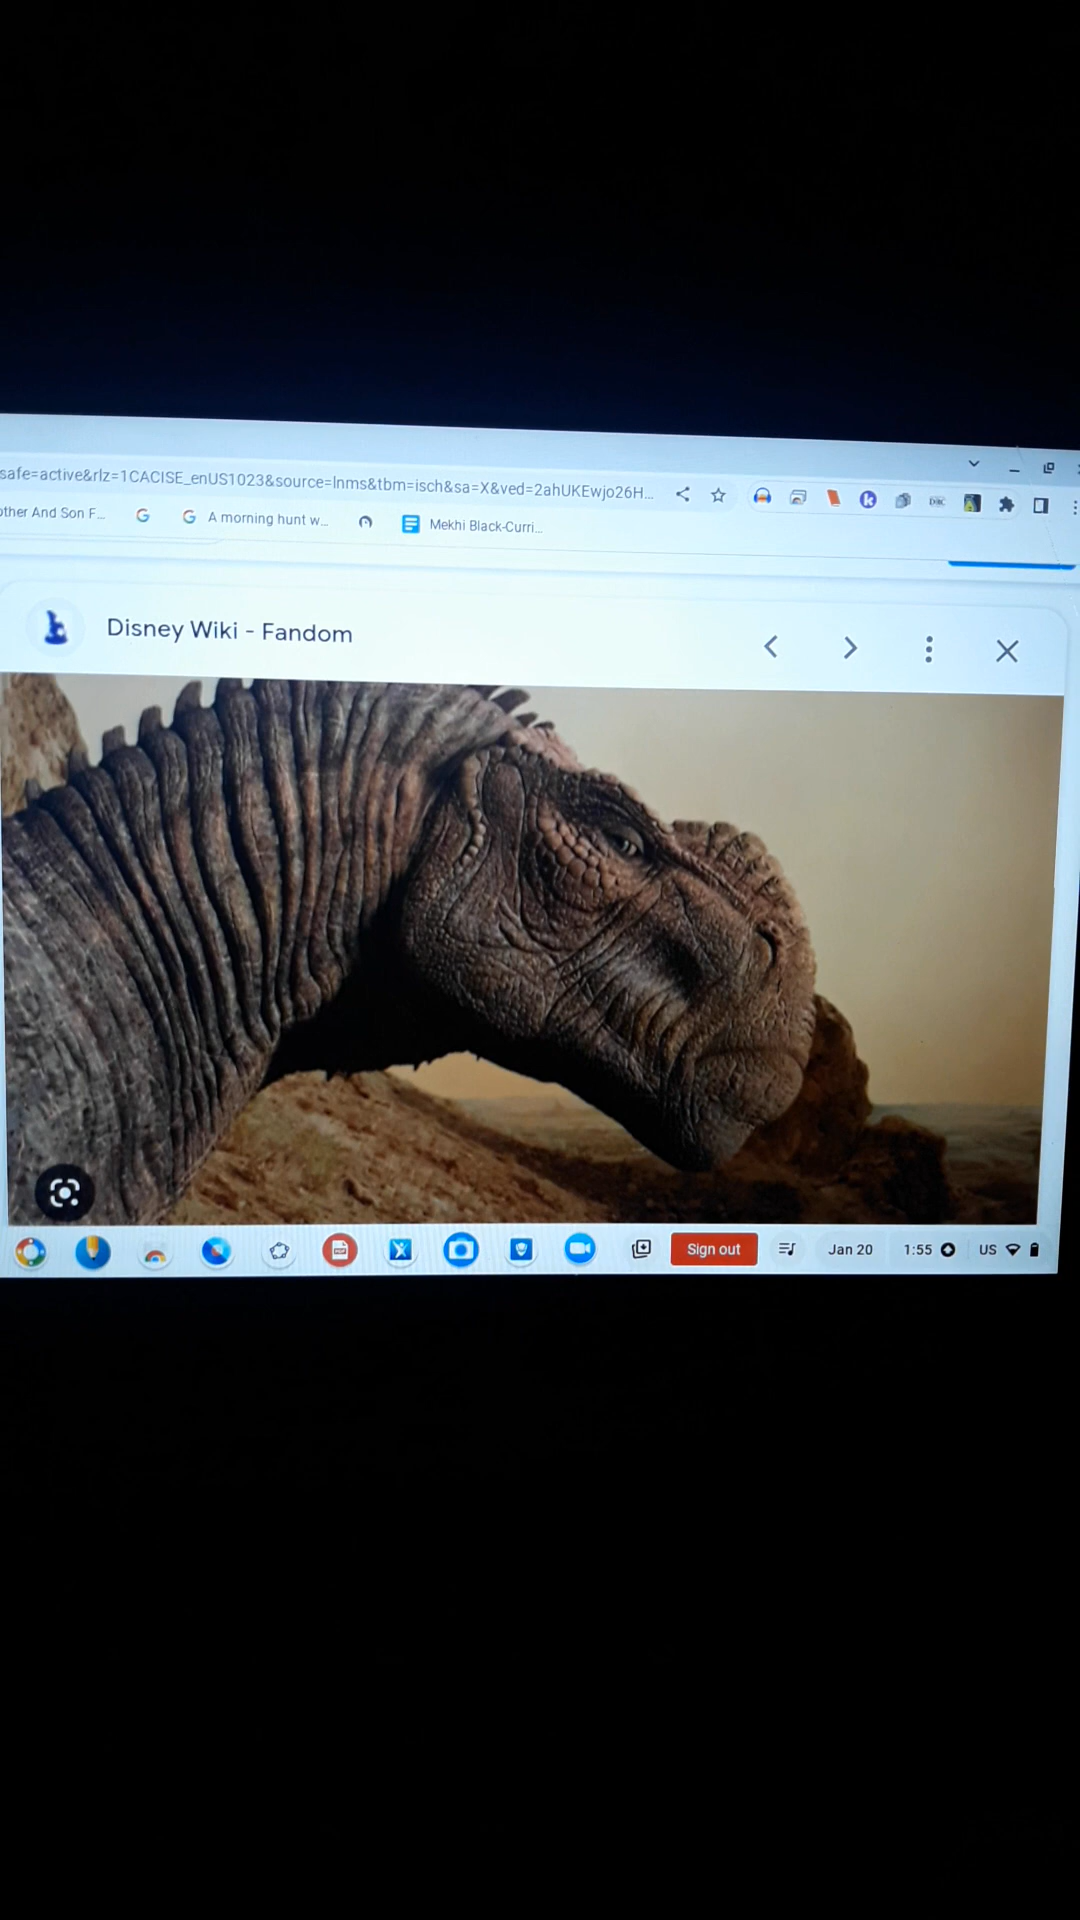 safe=active&rlz=1CACISE_enUS1023&source=lnms&tbm=isch&sa=X&ved=2ahUKEwjo26H...
other And Son F...
A morning hunt w...
Mekhi Black-Curri...
Disney Wiki - Fandom
Sign out
Jan 20
1:55
US